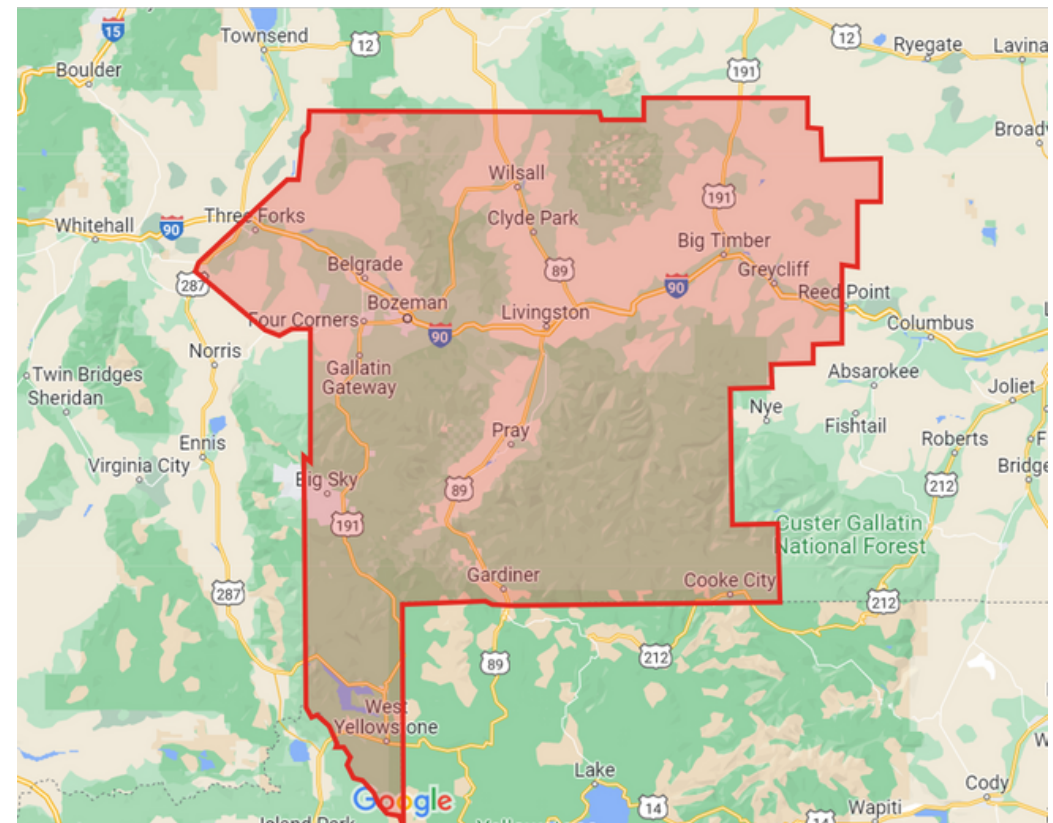 15
Townsend
12
12
Ryegate
Lavina
Boulder
191
Broad
Wilsall
191
Three Forks
Clyde Park
Whitehall
90
Big Timber
Belgrade
89
Greycliff
287
90
Reed Point
Bozeman
Livingston
Four Corners
90
Columbus
Norris
Gallatin
Gateway
Absarokee
Twin Bridges
Joliet
Sheridan
Nye
Fishtail
Pray
Ennis
Roberts
F
Virginia City
Bridge
Big Sky
89
212
191
Custer Gallatin
National Forest
Gardiner
Cooke City
287
212
89
212
West
Yellowstone
Lake
Cody
Google
14
Wapiti
14
Island Park